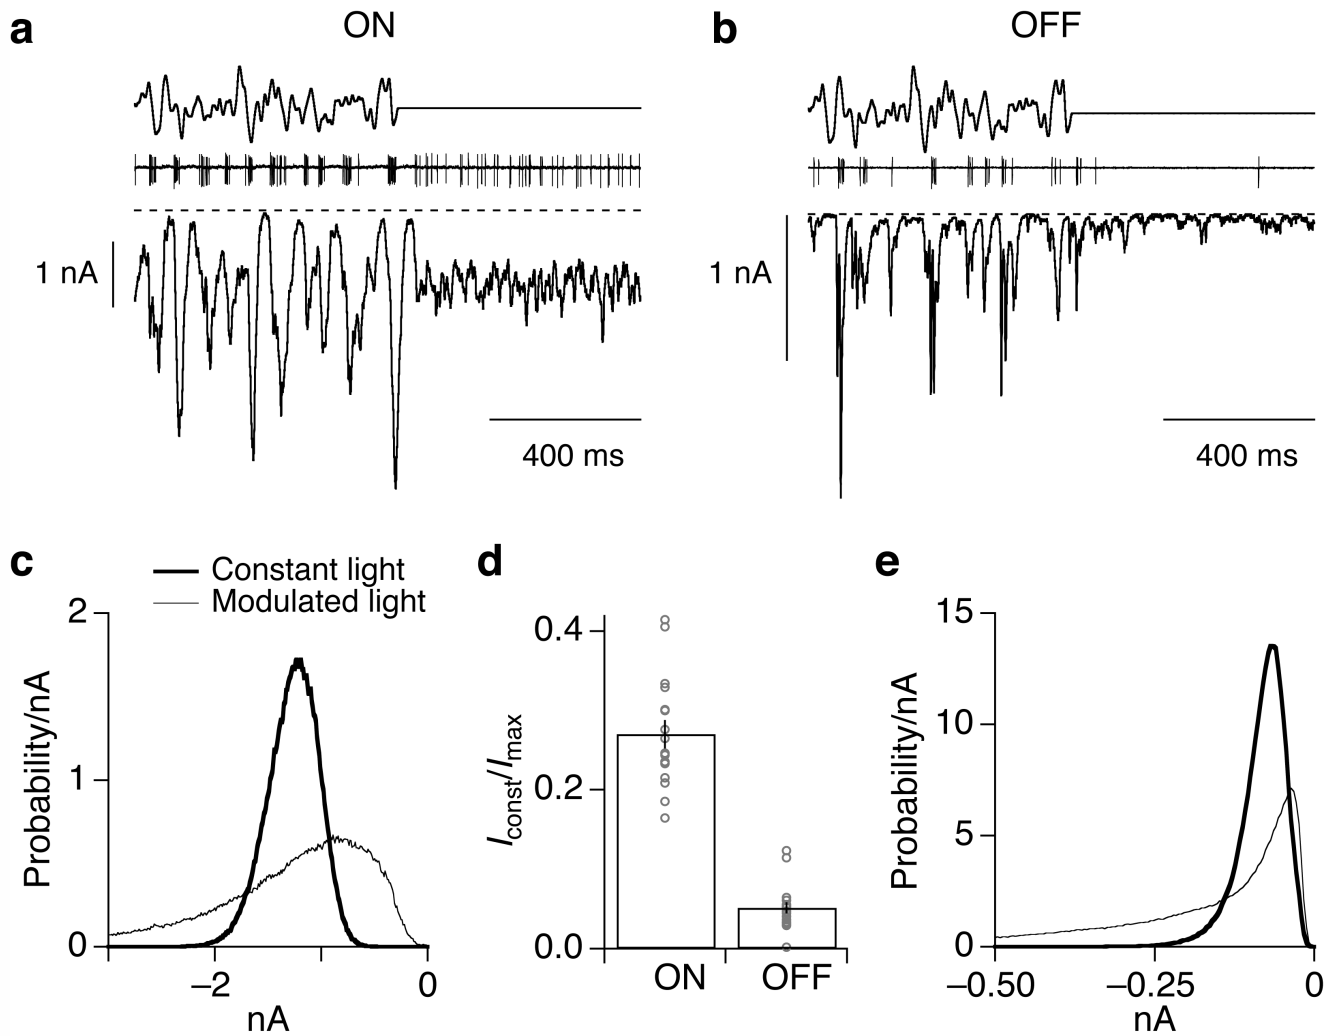 a
ON
1 nA
400 ms
b
OFF
1 nA
400 ms
c
Constant light
Modulated light
2
1
0
Probability/nA
–2
0
nA
d
0.4
0.2
0.0
Iconst/Imax
ON
OFF
e
15
10
5
0
Probability/nA
–0.50
–0.25
0
nA